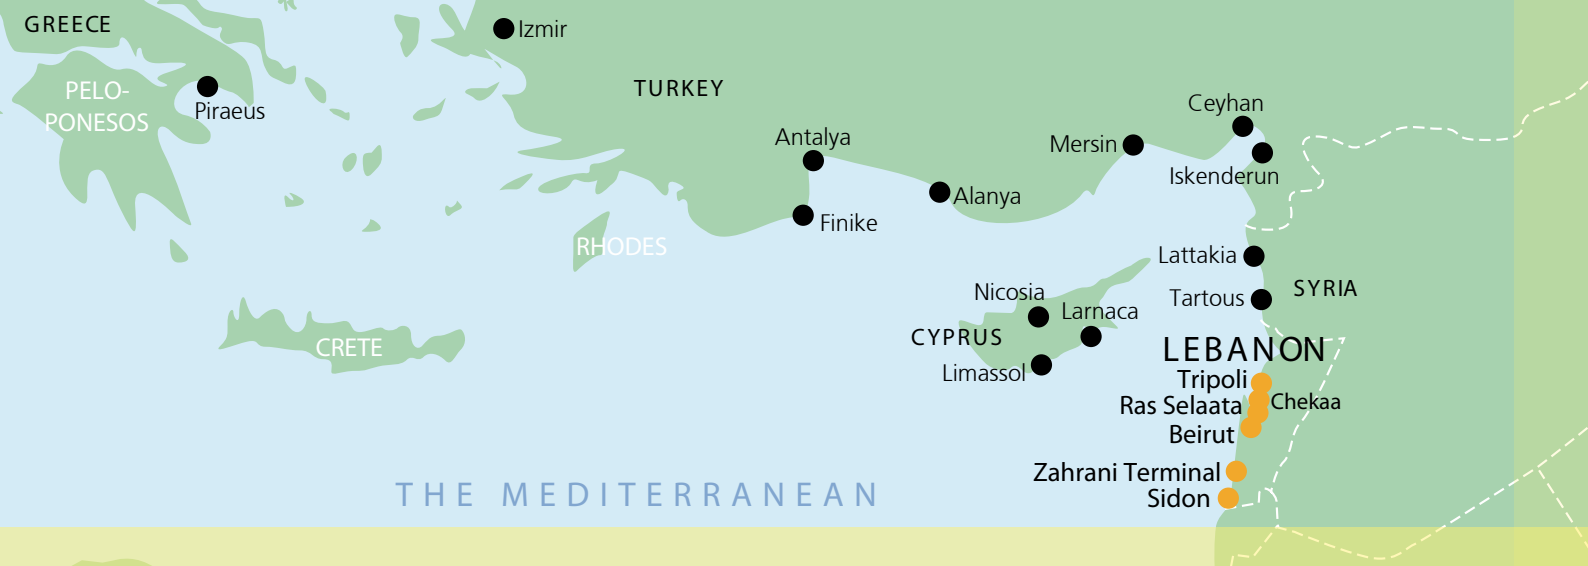 GREECE
Izmir
TURKEY
PELO-
PONESOS
Piraeus
Ceyhan
Antalya
Mersin
Iskenderun
Alanya
Finike
RHODES
Lattakia
SYRIA
Nicosia
Tartous
Larnaca
CYPRUS
CRETE
LEBANON
Limassol
Tripoli
Chekaa
Ras Selaata
Beirut
Zahrani Terminal
THE MEDITERRANEAN
Sidon